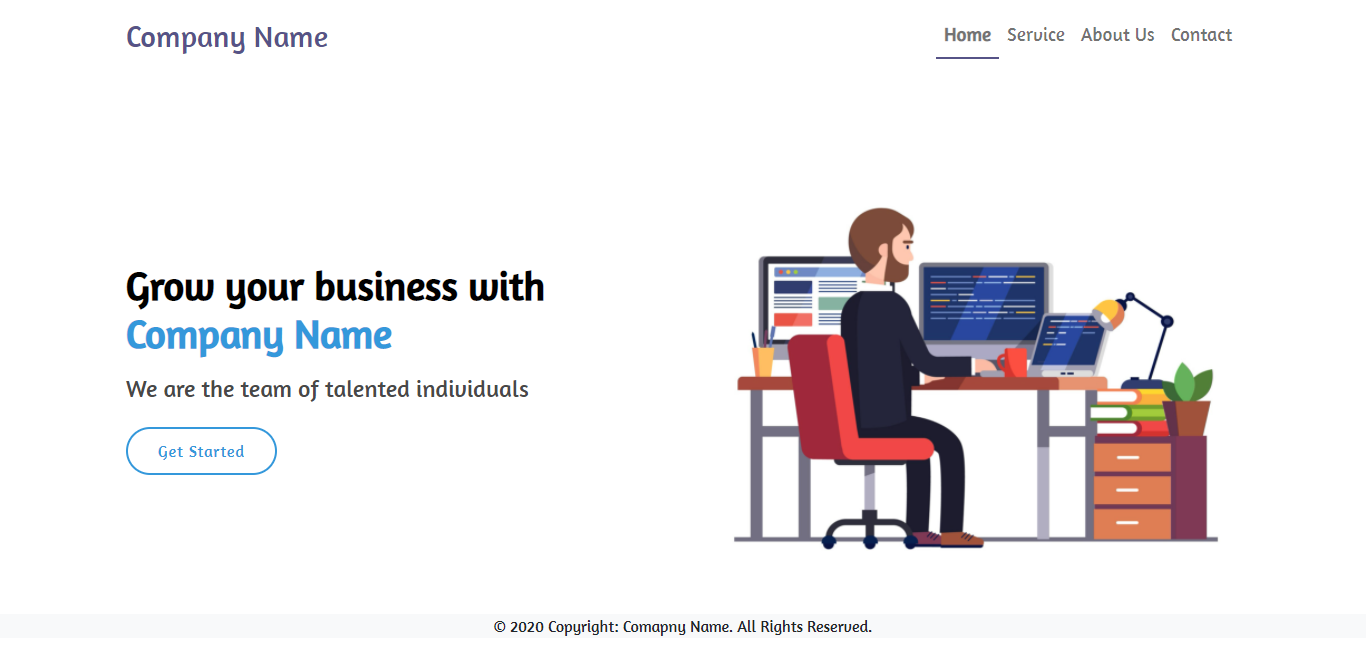 Company Name
Home Service About Us Contact
Grow your business with
Company Name
We are the team of talented individuals
Get Started
© 2020 Copyright: Comapny Name. All Rights Reserved.